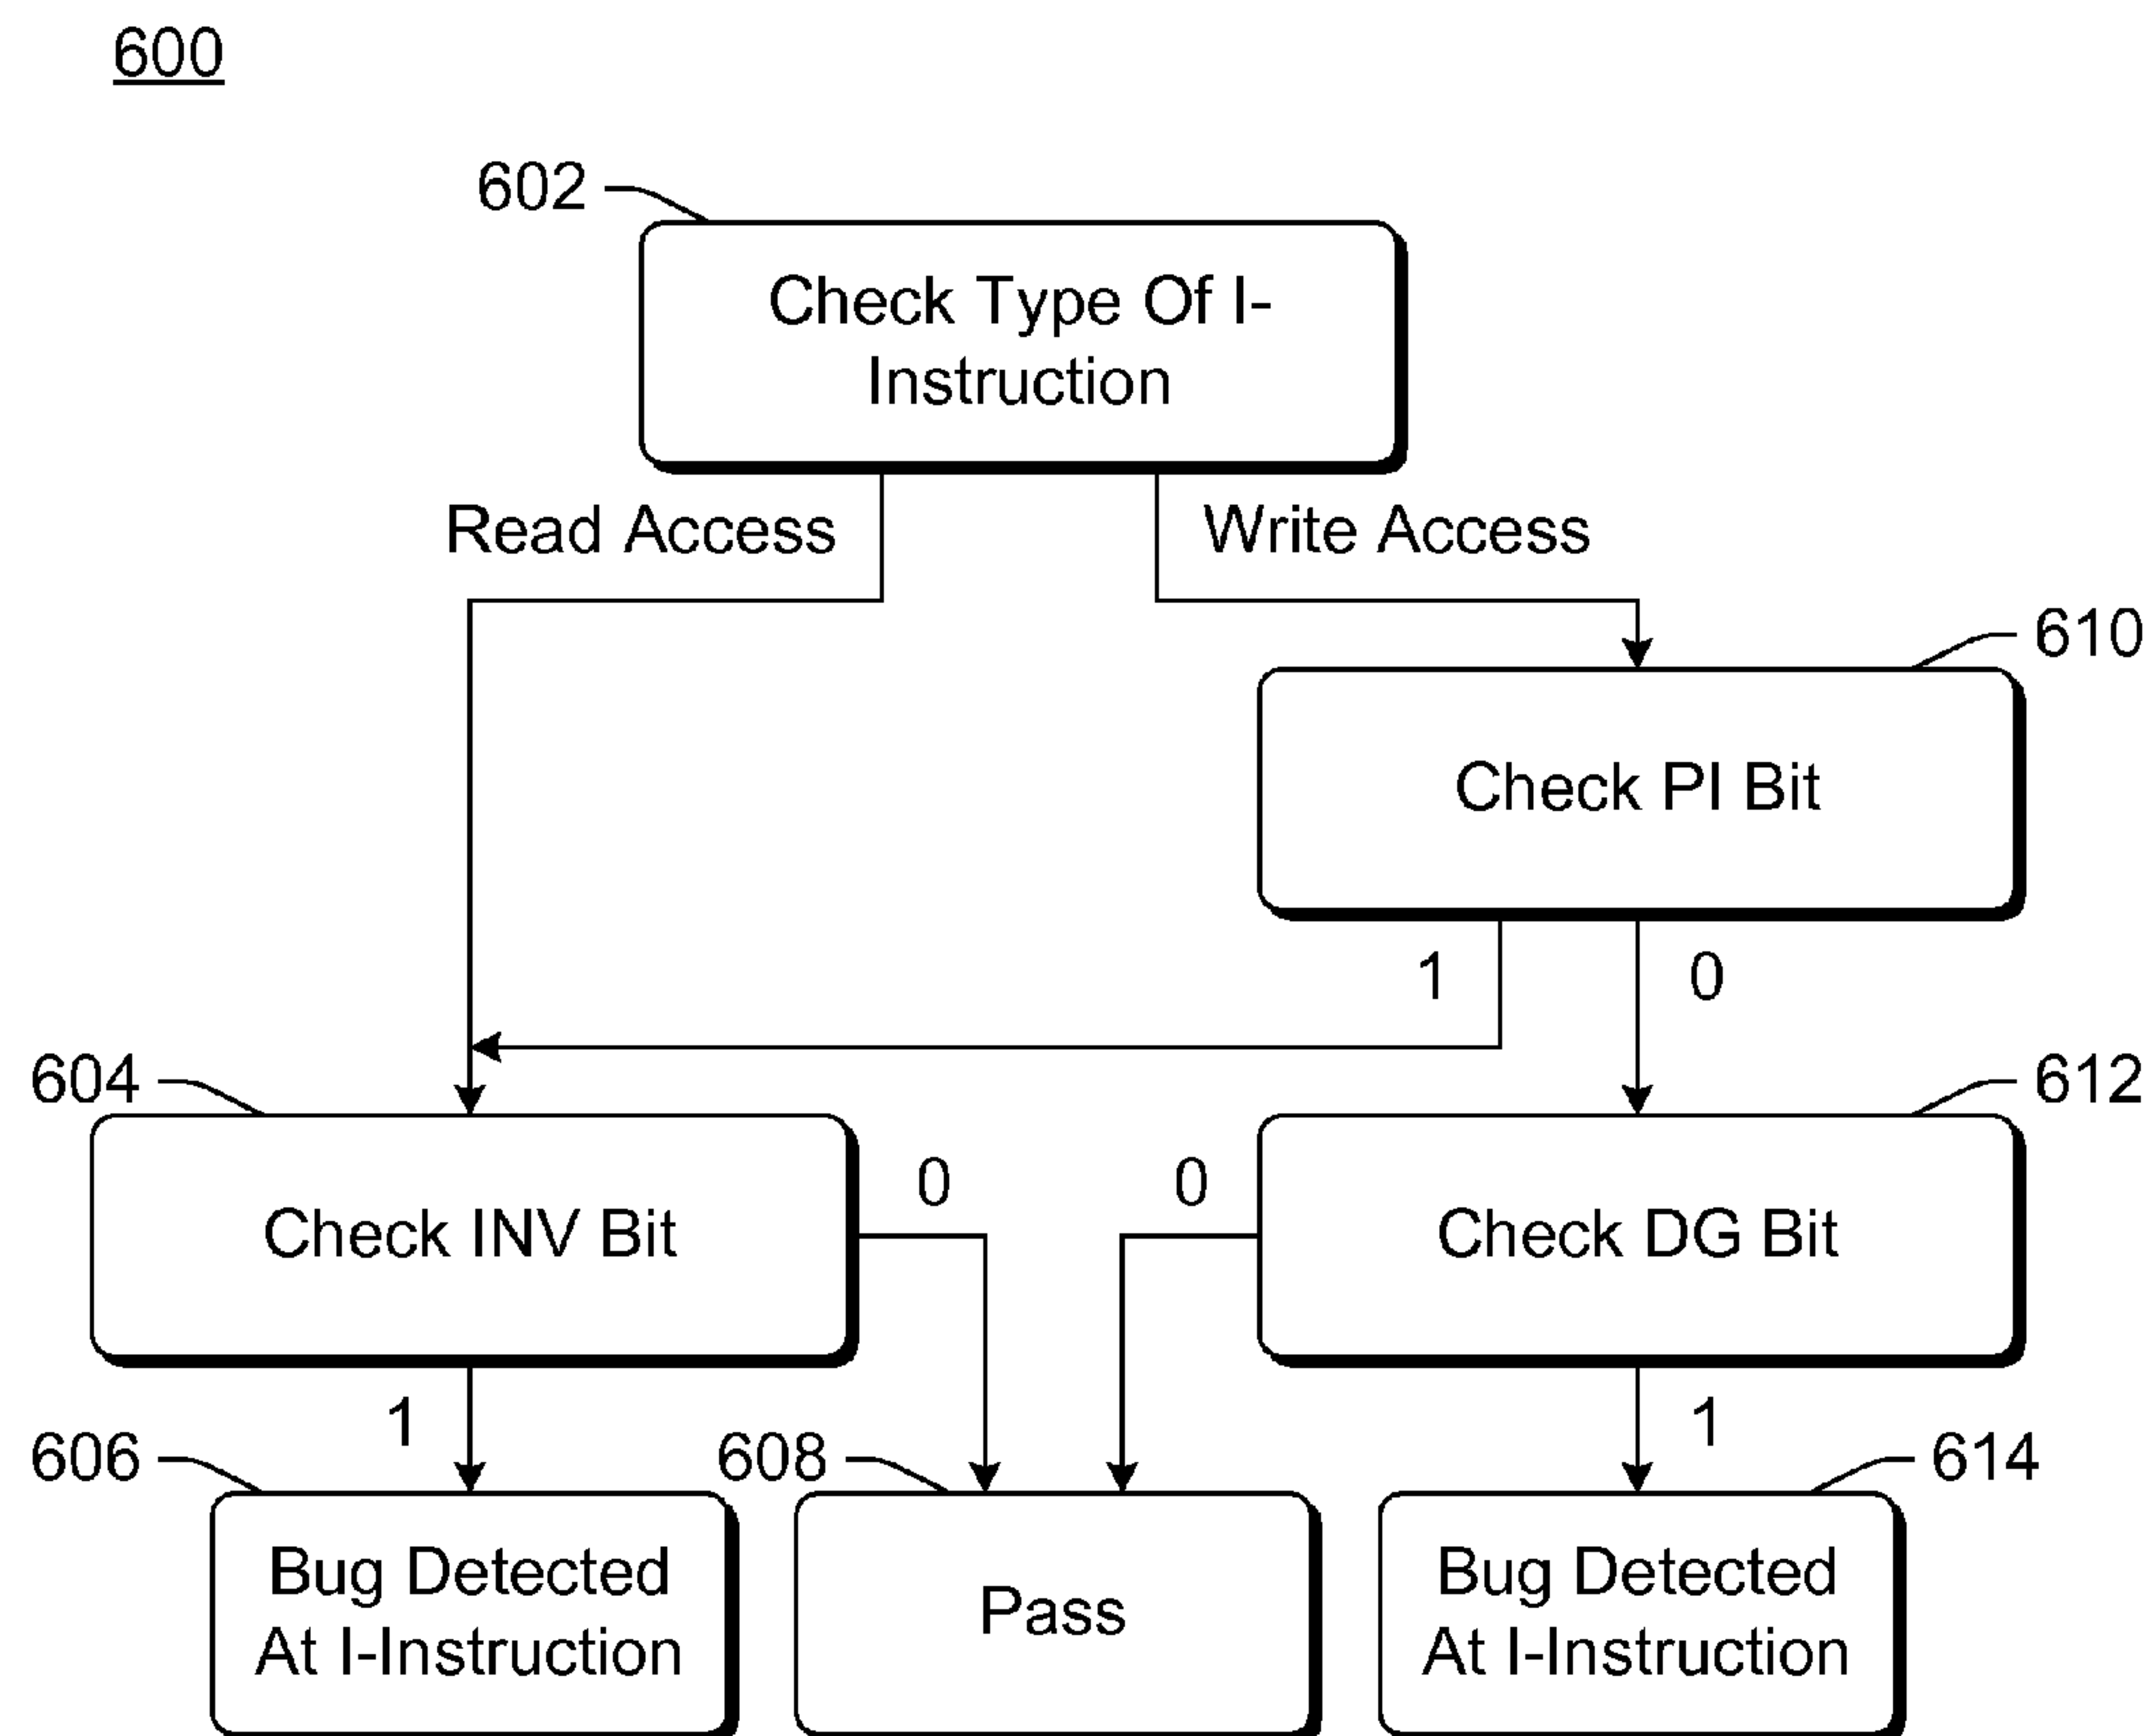 600
602
Check Type Of I-
Instruction
Read Access
Write Access
610
Check PI Bit
1
0
604
612
Check INV Bit
0
0
Check DG Bit
1
1
606
608
614
Bug Detected
At I-Instruction
Pass
Bug Detected
At I-Instruction